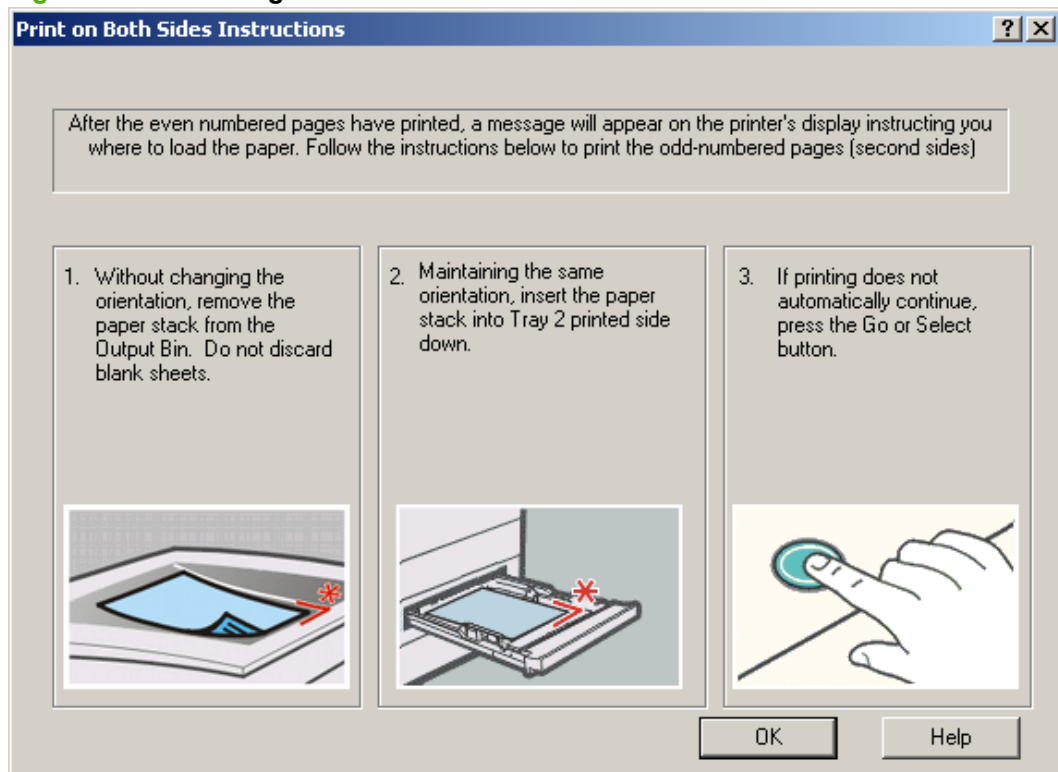 Print on Both Sides Instructions
After the even numbered pages have printed, a message will appear on the printer's display instructing you
where to load the paper. Follow the instructions below to print the odd-numbered pages (second sides)
1. Without changing the
orientation, remove the
paper stack from the
Output Bin. Do not discard
blank sheets.
2. Maintaining the same
orientation, insert the paper
stack into Tray 2 printed side
down.
3. If printing does not
automatically continue,
press the Go or Select
button.
OK
Help